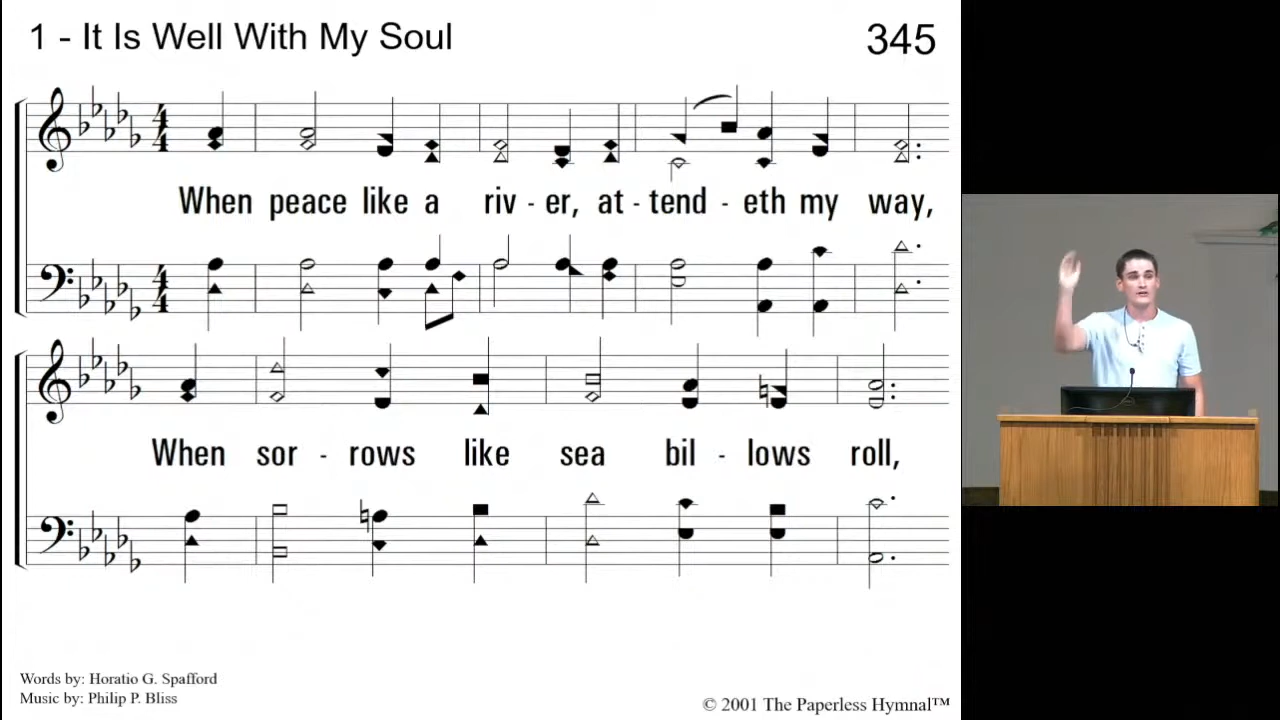 1 - It Is Well With My Soul
345
When peace like a riv - er, at - tend - eth my way,
When sor - rows like sea bil - lows roll,
Words by: Horatio G. Spafford
Music by: Philip P. Bliss
© 2001 The Paperless Hymnal™